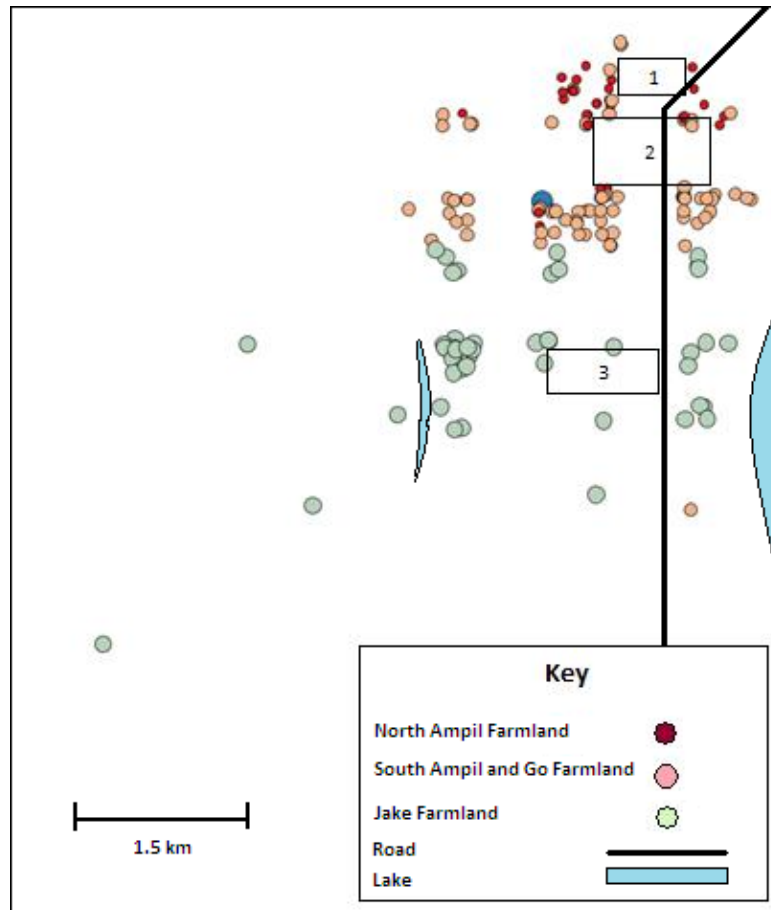 1
2
3
Key
North Ampil Farmland
South Ampil and Go Farmland
Jake Farmland
Road
Lake
1.5 km